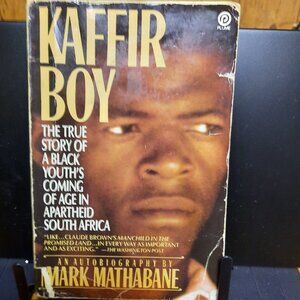 PLUME
KAFFIR
BOY
THE TRUE
STORY OF
A BLACK
YOUTH'S
COMING
OF AGE IN
APARTHEID
SOUTH AFRICA
"LIKE...CLAUDE BROWN'S MANCHILD IN THE
PROMISED LAND...IN EVERY WAY AS IMPORTANT
AND AS EXCITING." —THE WASHINGTON POST
AN AUTOBIOGRAPHY BY
MARK MATHABANE